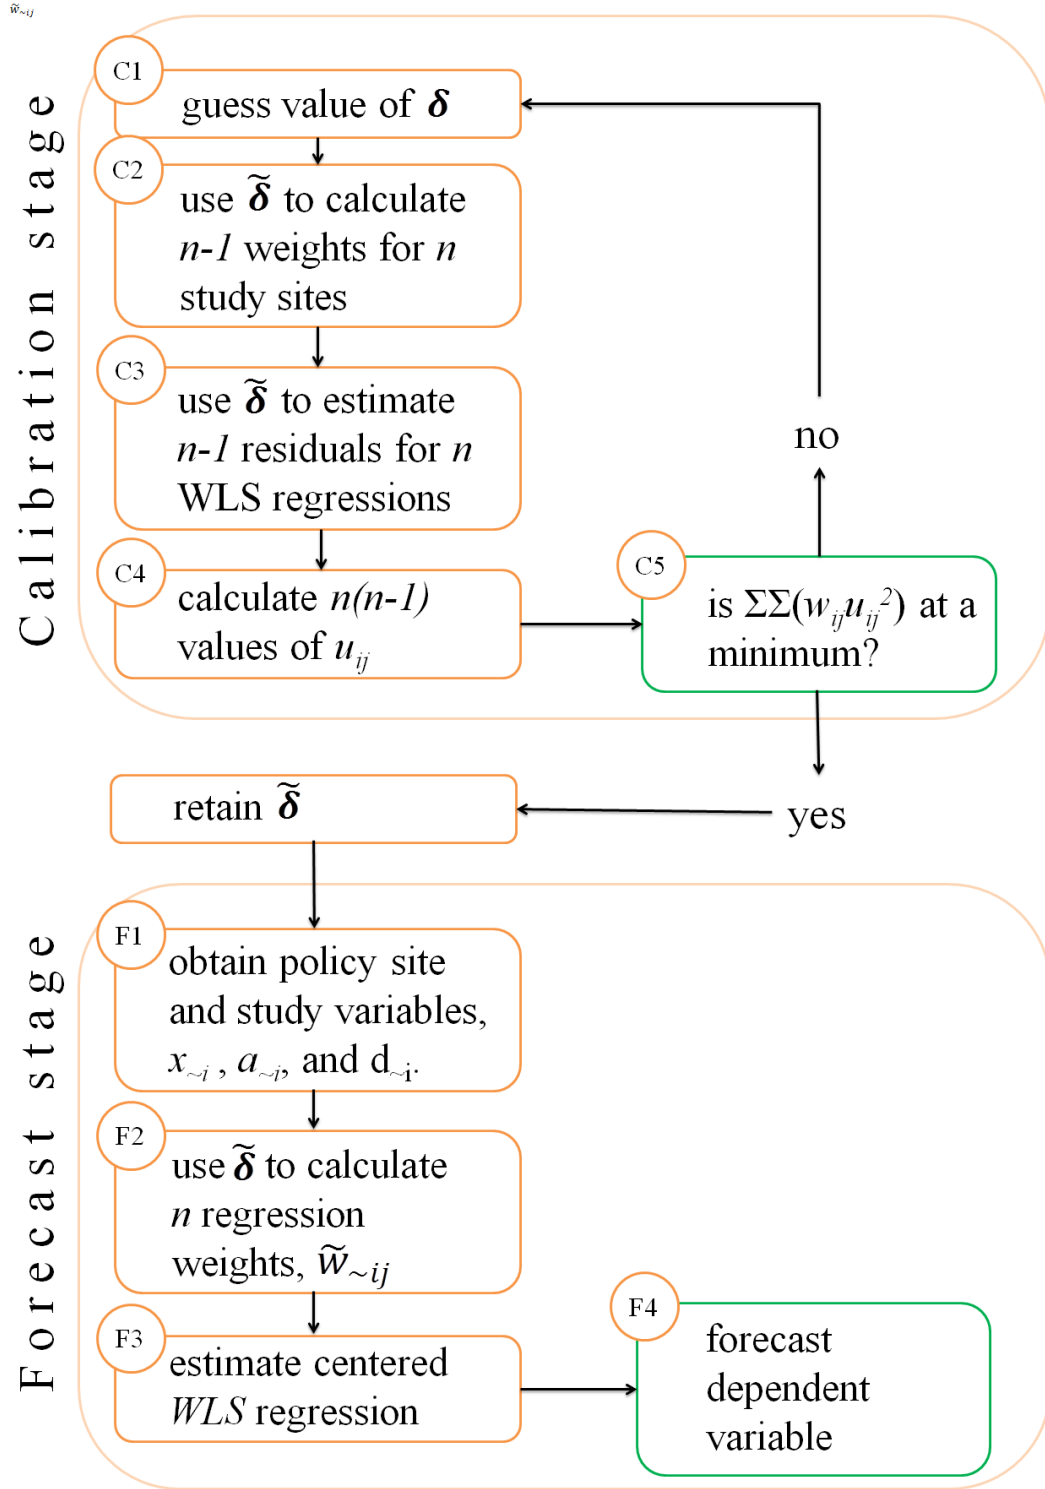 w̃~ij
Calibration stage
C1
guess value of δ
C2
use δ̃ to calculate
n-1 weights for n
study sites
C3
use δ̃ to estimate
n-1 residuals for n
WLS regressions
C4
calculate n(n-1)
values of uij
C5
is ΣΣ(wijuij²) at a
minimum?
no
yes
retain δ̃
Forecast stage
F1
obtain policy site
and study variables,
x~i , a~i, and d~i.
F2
use δ̃ to calculate
n regression
weights, w̃~ij
F3
estimate centered
WLS regression
F4
forecast
dependent
variable